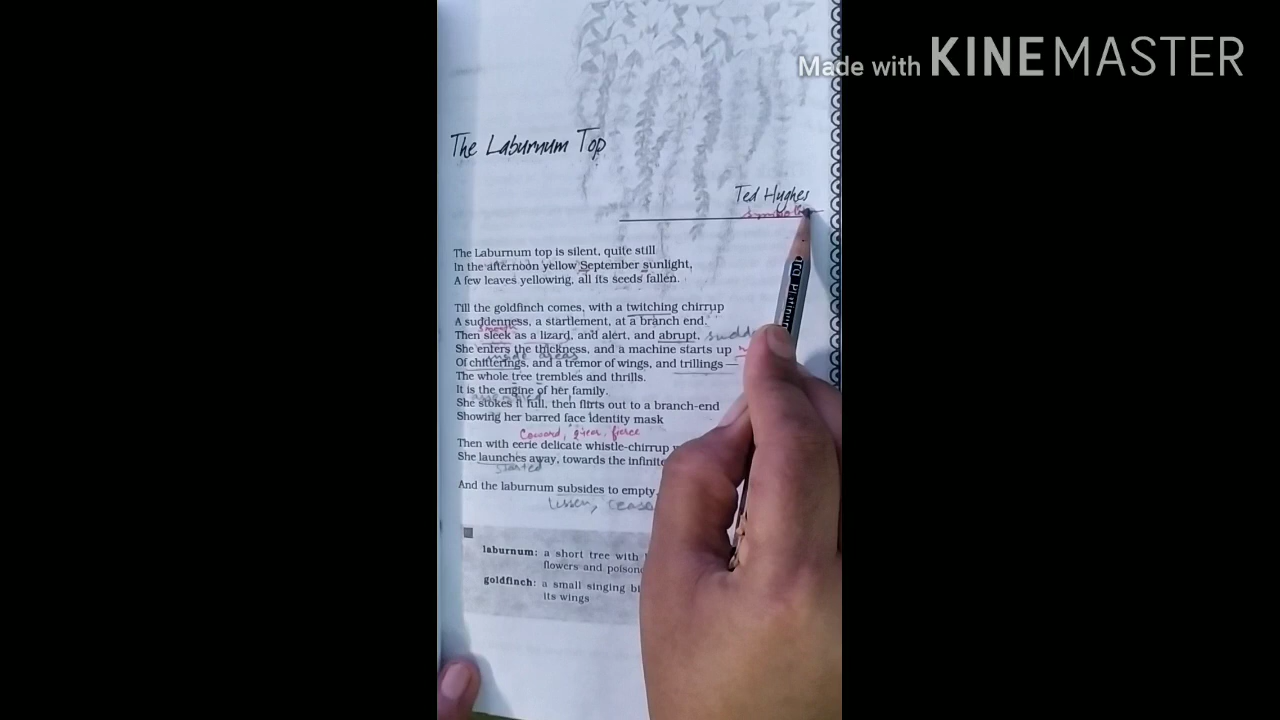 Made with KINEMASTER
The Laburnum Top
Ted Hughes
The Laburnum top is silent, quite still
In the afternoon yellow September sunlight,
A few leaves yellowing, all its seeds fallen.
Till the goldfinch comes, with a twitching chirrup
A suddenness, a startlement, at a branch end.
smooth
Then sleek as a lizard, and alert, and abrupt,
She enters the thickness, and a machine starts up
Of chitterings, and a tremor of wings, and trillings —
The whole tree trembles and thrills.
It is the engine of her family.
She stokes it full, then flirts out to a branch-end
Showing her barred face identity mask
Coward, queer, fierce
Then with eerie delicate whistle-chirrup
She launches away, towards the infinite
started
And the laburnum subsides to empty.
lessen, cease
laburnum: a short tree with
flowers and
goldfinch: a small singing
its wings